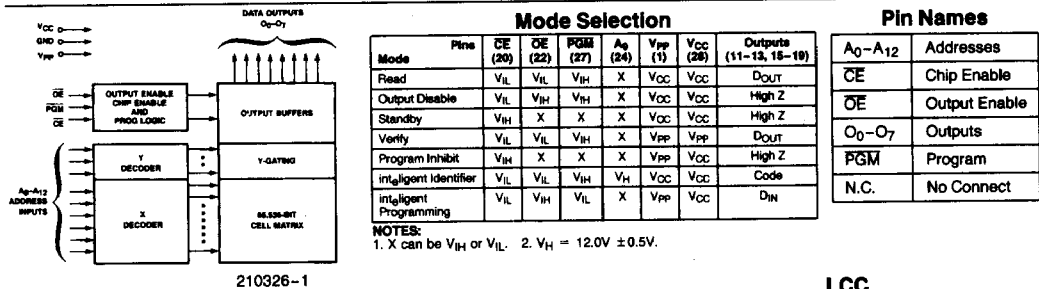 DATA OUTPUTS
O₀–O₇
VCC
GND
VPP
OE
PGM
CE
OUTPUT ENABLE
CHIP ENABLE
AND
PROG LOGIC
OUTPUT BUFFERS
A₀–A₁₂
ADDRESS
INPUTS
Y
DECODER
Y-GATING
X
DECODER
65,536-BIT
CELL MATRIX
210326–1
Mode Selection
Pins CE OE PGM A₉ VPP VCC Outputs
Mode (20) (22) (27) (24) (1) (28) (11–13, 15–19)
Read VIL VIL VIH X VCC VCC DOUT
Output Disable VIL VIH VIH X VCC VCC High Z
Standby VIH X X X VCC VCC High Z
Verify VIL VIL VIH X VPP VPP DOUT
Program Inhibit VIH X X X VPP VCC High Z
inteligent Identifier VIL VIL VIH VH VCC VCC Code
inteligent
Programming VIL VIH VIL X VPP VCC DIN
NOTES:
1. X can be VIH or VIL. 2. VH = 12.0V ±0.5V.
Pin Names
A₀–A₁₂ Addresses
CE Chip Enable
OE Output Enable
O₀–O₇ Outputs
PGM Program
N.C. No Connect
LCC